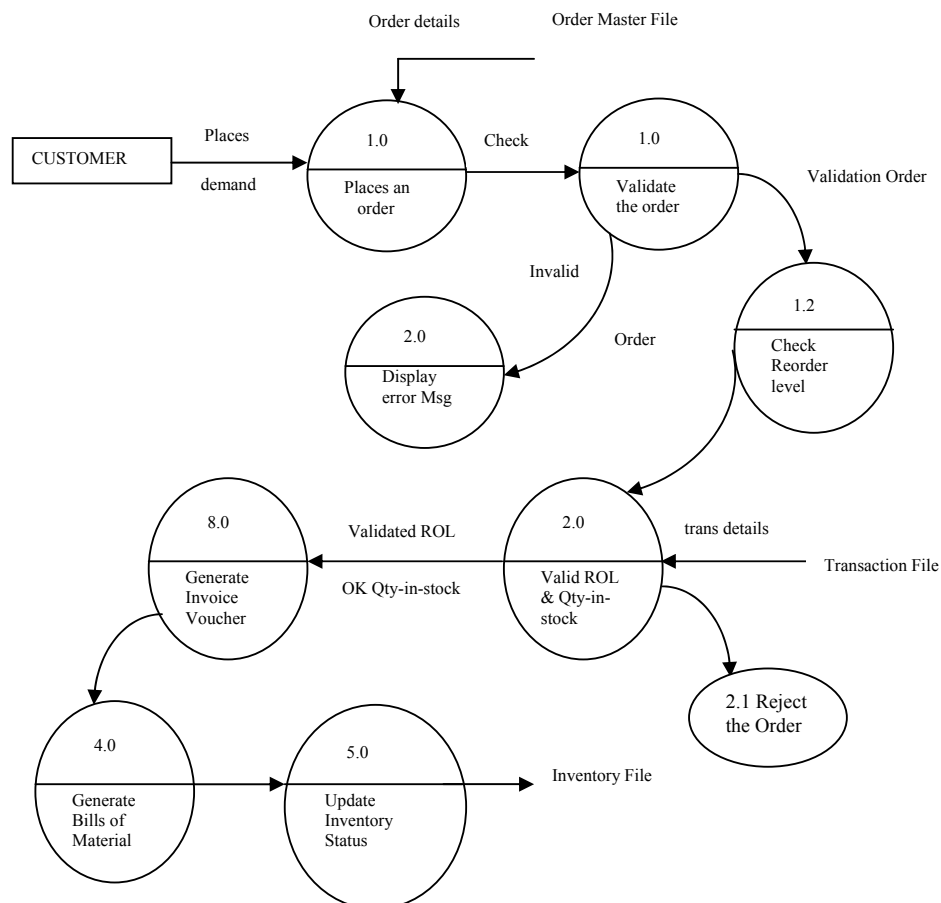 Order details
Order Master File
CUSTOMER
Places
demand
1.0
Places an
order
Check
1.0
Validate
the order
Validation Order
Invalid
Order
2.0
Display
error Msg
1.2
Check
Reorder
level
8.0
Generate
Invoice
Voucher
Validated ROL
OK Qty-in-stock
2.0
Valid ROL
& Qty-in-
stock
trans details
Transaction File
2.1 Reject
the Order
4.0
Generate
Bills of
Material
5.0
Update
Inventory
Status
Inventory File